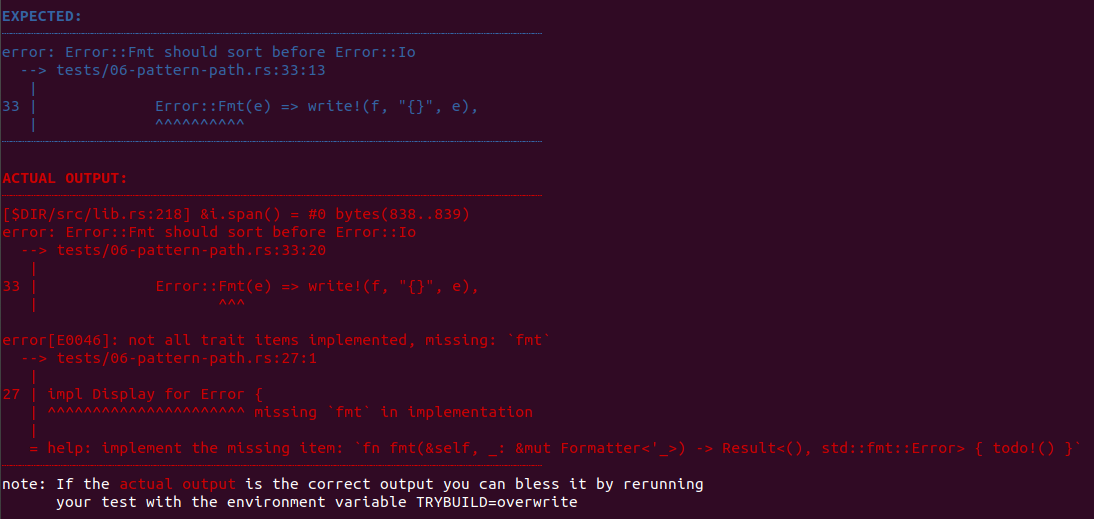 EXPECTED:
error: Error::Fmt should sort before Error::Io
  --> tests/06-pattern-path.rs:33:13
   |
33 |             Error::Fmt(e) => write!(f, "{}", e),
   |             ^^^^^^^^^^
ACTUAL OUTPUT:
[$DIR/src/lib.rs:218] &i.span() = #0 bytes(838..839)
error: Error::Fmt should sort before Error::Io
  --> tests/06-pattern-path.rs:33:20
   |
33 |             Error::Fmt(e) => write!(f, "{}", e),
   |                    ^^^
error[E0046]: not all trait items implemented, missing: `fmt`
  --> tests/06-pattern-path.rs:27:1
   |
27 | impl Display for Error {
   | ^^^^^^^^^^^^^^^^^^^^^^ missing `fmt` in implementation
   |
   = help: implement the missing item: `fn fmt(&self, _: &mut Formatter<'_>) -> Result<(), std::fmt::Error> { todo!() }`
note: If the actual output is the correct output you can bless it by rerunning
      your test with the environment variable TRYBUILD=overwrite